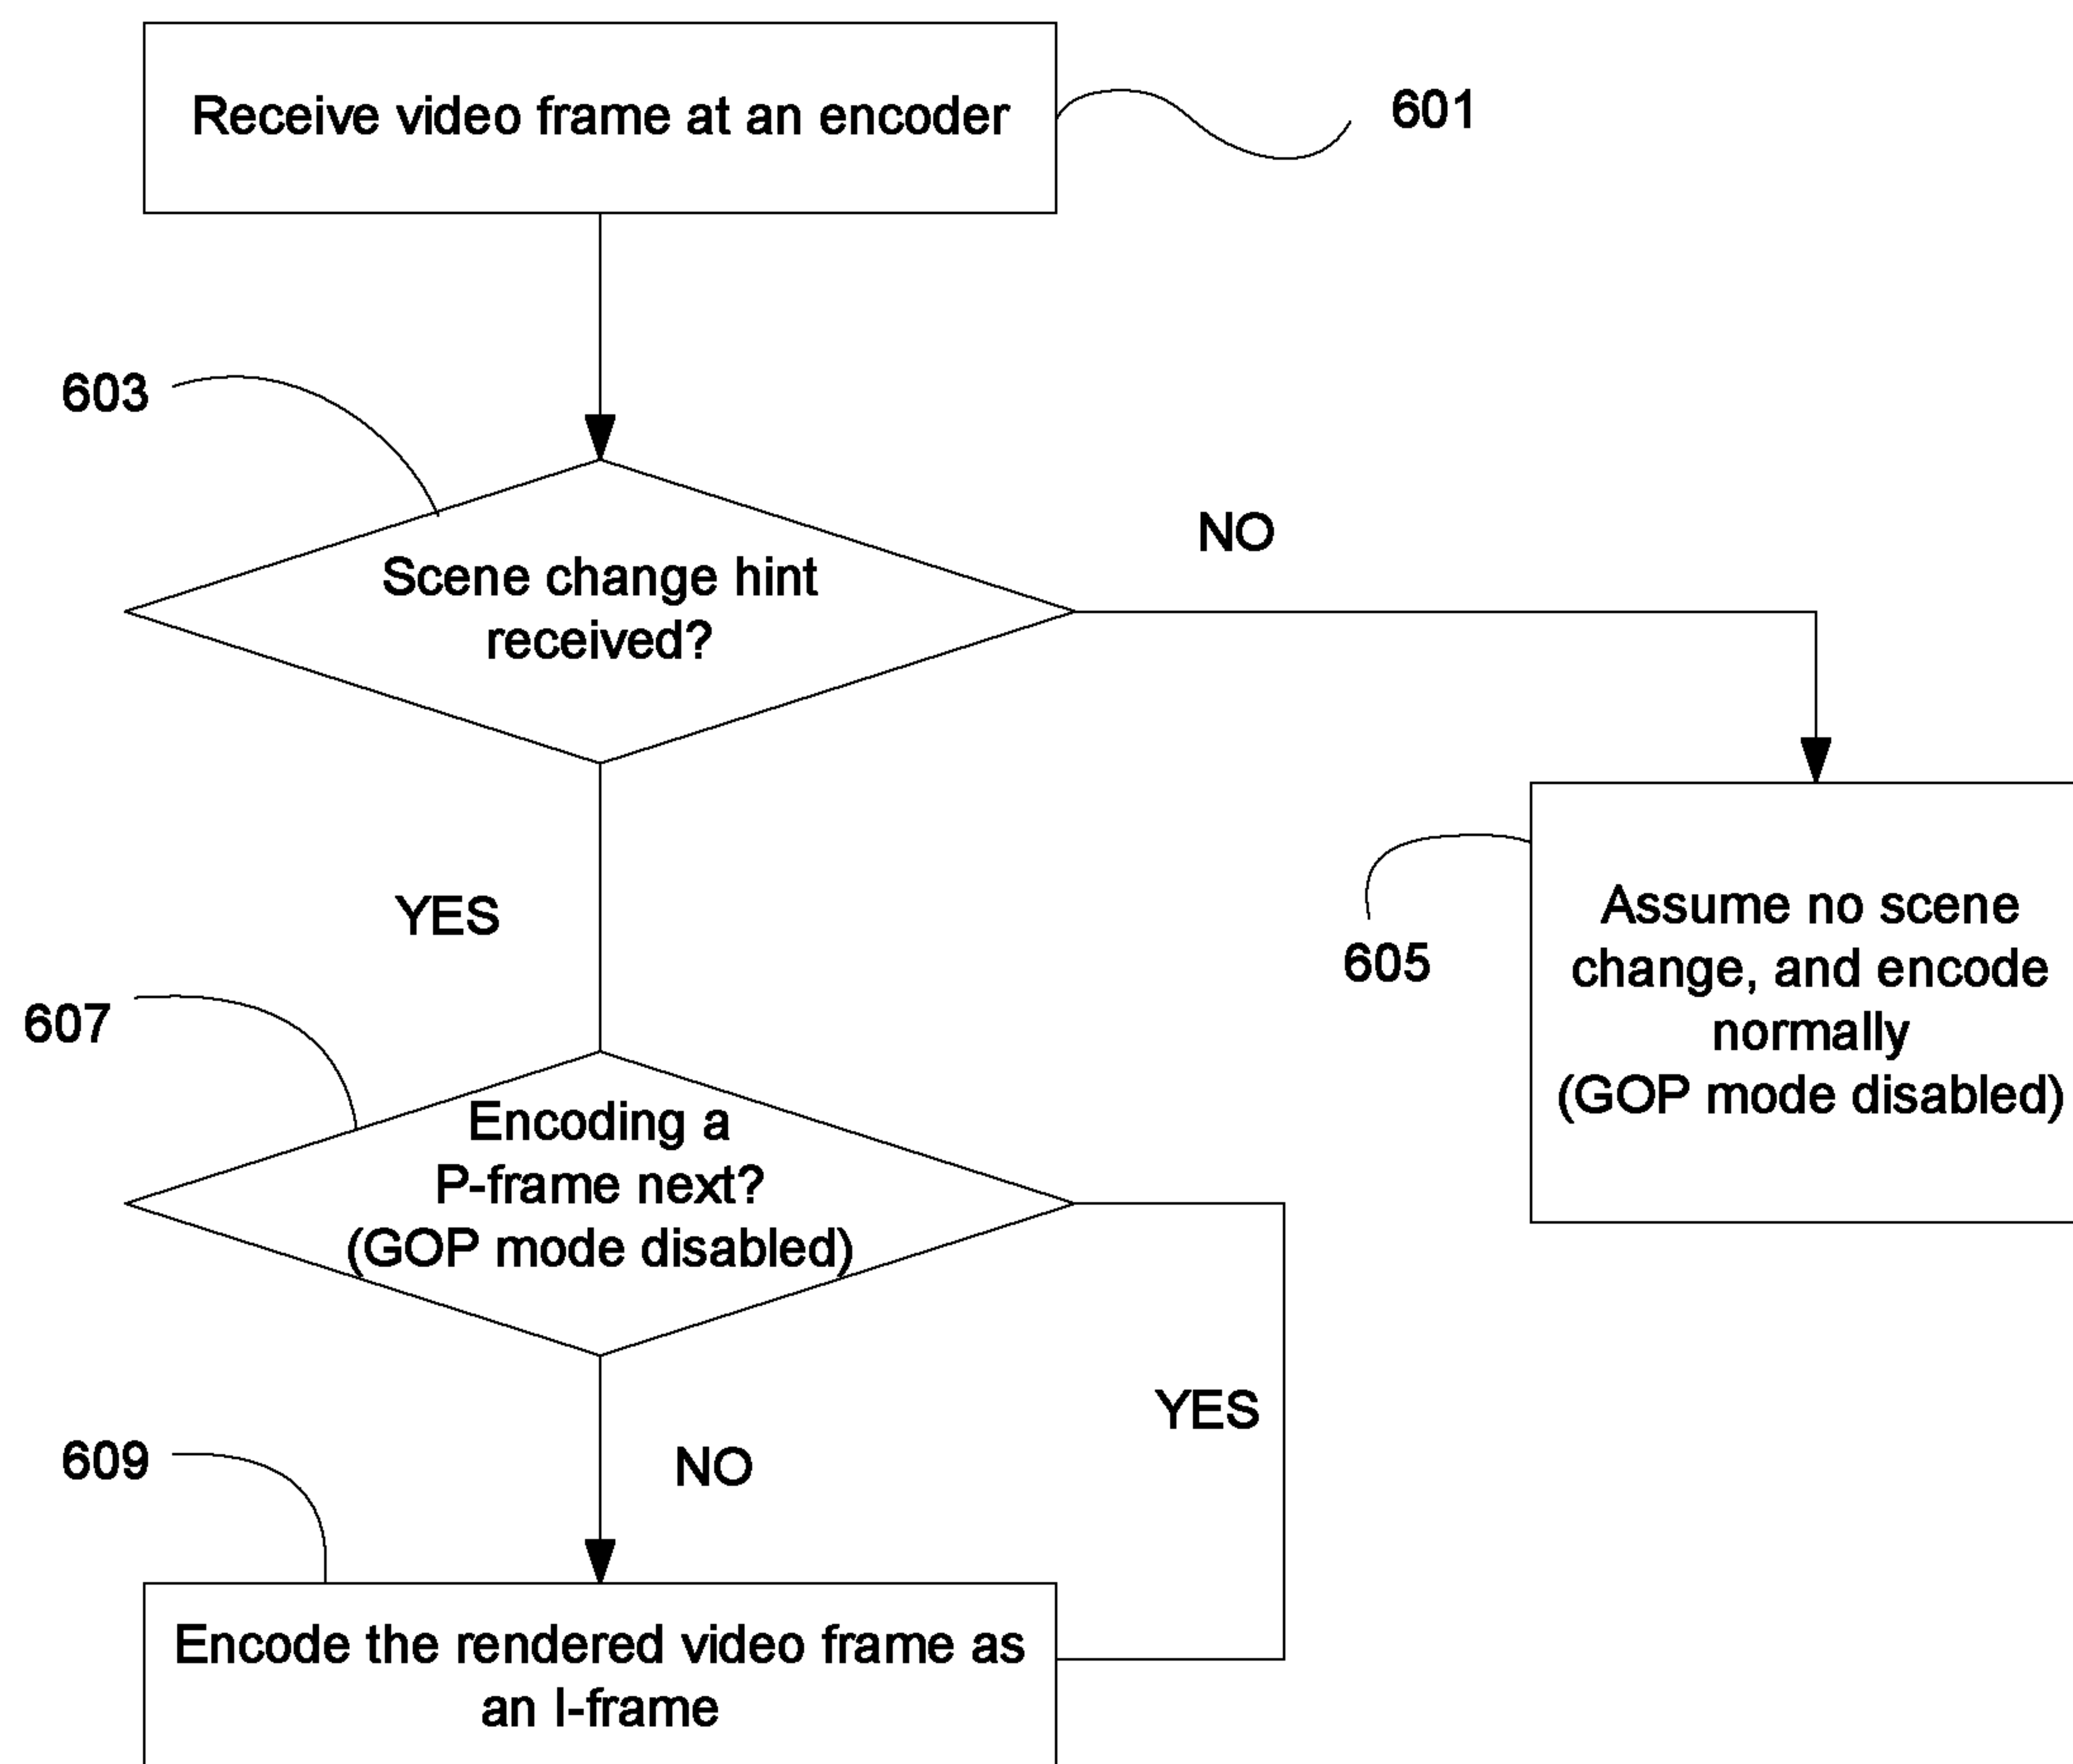 Receive video frame at an encoder
601
603
Scene change hint
received?
NO
YES
605
Assume no scene
change, and encode
normally
(GOP mode disabled)
607
Encoding a
P-frame next?
(GOP mode disabled)
YES
NO
609
Encode the rendered video frame as
an I-frame